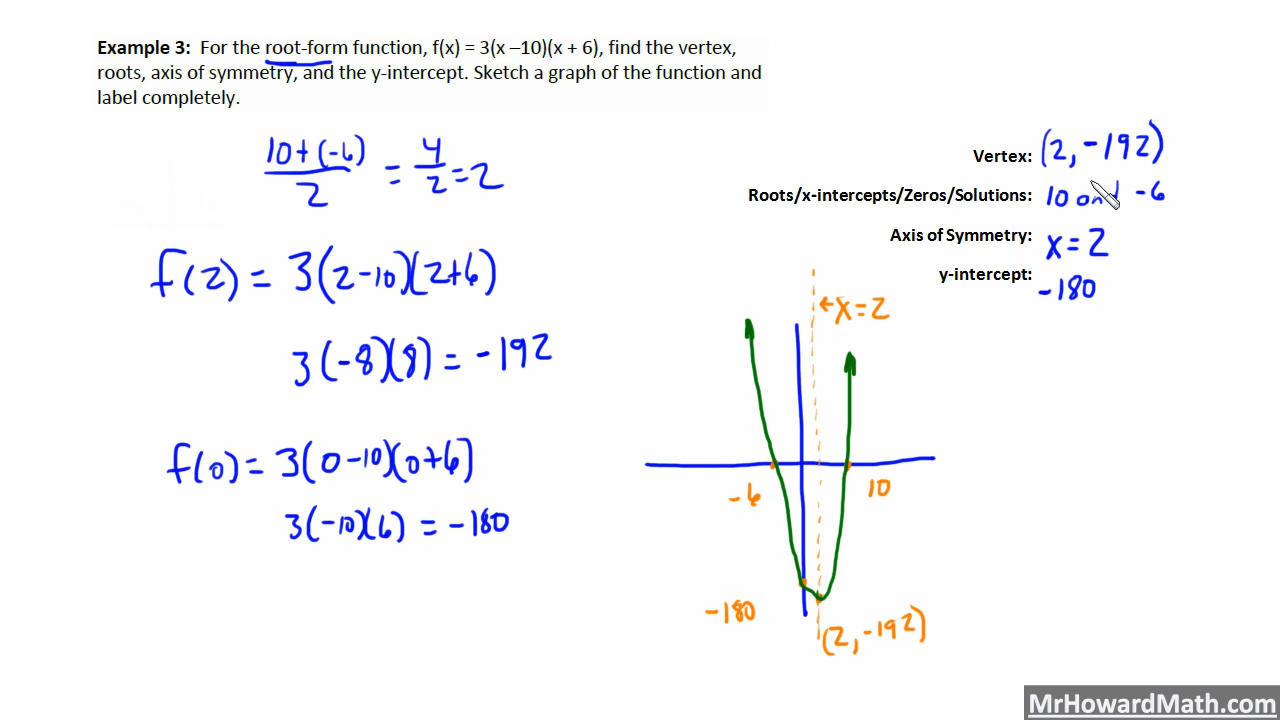 Example 3: For the root-form function, f(x) = 3(x –10)(x + 6), find the vertex,
roots, axis of symmetry, and the y-intercept. Sketch a graph of the function and
label completely.
10+(-6)/2 = 4/2 = 2
f(2) = 3(2-10)(2+6)
3(-8)(8) = -192
f(0) = 3(0-10)(0+6)
3(-10)(6) = -180
Vertex: (2, -192)
Roots/x-intercepts/Zeros/Solutions: 10 and -6
Axis of Symmetry: x = 2
y-intercept: -180
←x = 2
-6
10
-180
(2, -192)
MrHowardMath.com